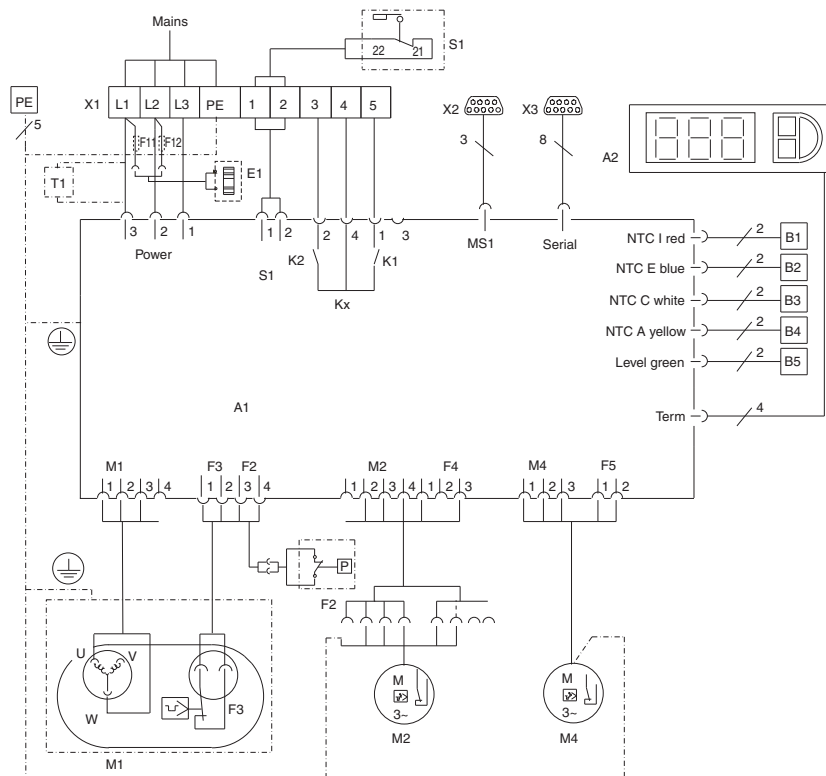 Mains
22 21 S1
PE
X1 L1 L2 L3 PE 1 2 3 4 5
X2 X3
5
F11 F12
3 8
A2
T1
E1
3 2 1 1 2 2 4 1 3
Power
S1
K2 K1
Kx
MS1 Serial
NTC I red 2 B1
NTC E blue 2 B2
NTC C white 2 B3
NTC A yellow 2 B4
Level green 2 B5
A1
Term 4
M1 F3 F2 M2 F4 M4 F5
1 2 3 4 1 2 3 4 1 2 3 4 1 2 3 1 2 3 1 2
P
F2
U V
W
F3
M
3~
M
3~
M1
M2
M4